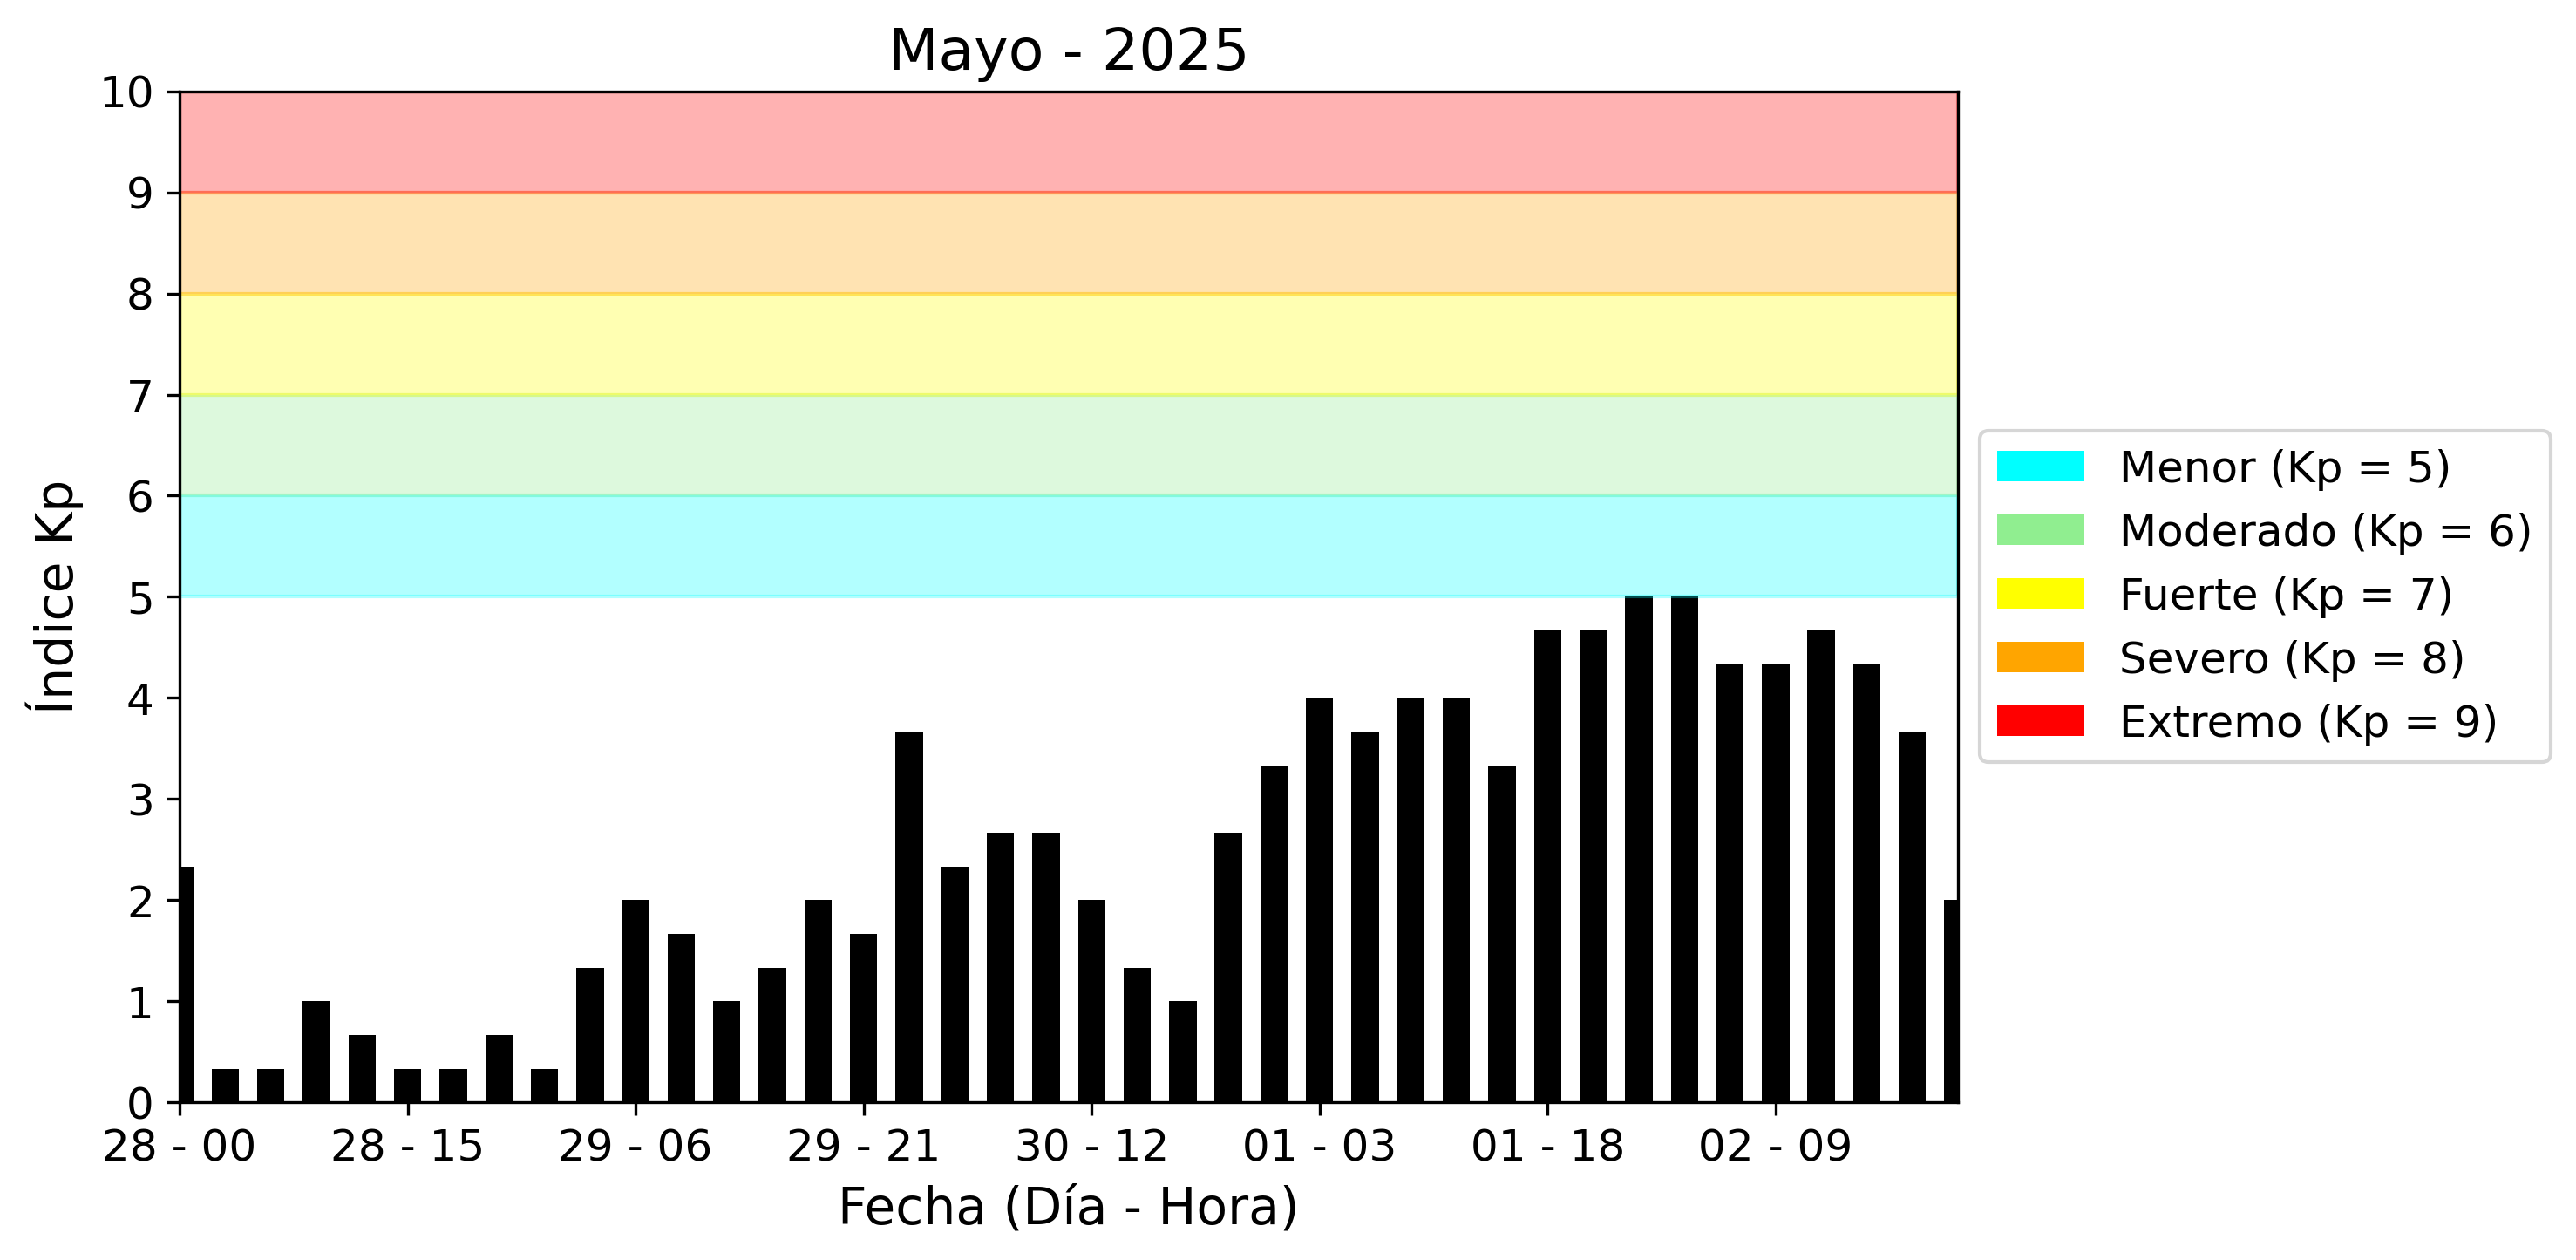 Mayo - 2025
10
9
8
7
6
5
4
3
2
1
0
Índice Kp
28 - 00
28 - 15
29 - 06
29 - 21
30 - 12
01 - 03
01 - 18
02 - 09
Fecha (Día - Hora)
Menor (Kp = 5)
Moderado (Kp = 6)
Fuerte (Kp = 7)
Severo (Kp = 8)
Extremo (Kp = 9)